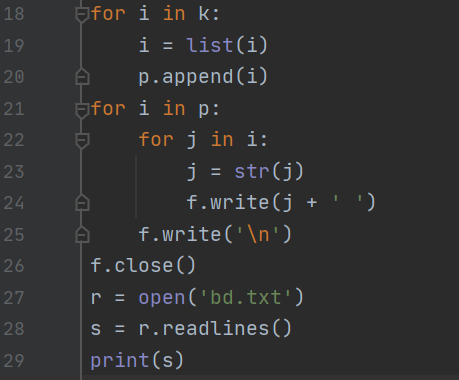 18 for i in k:
19     i = list(i)
20     p.append(i)
21 for i in p:
22     for j in i:
23         j = str(j)
24         f.write(j + ' ')
25     f.write('\n')
26 f.close()
27 r = open('bd.txt')
28 s = r.readlines()
29 print(s)